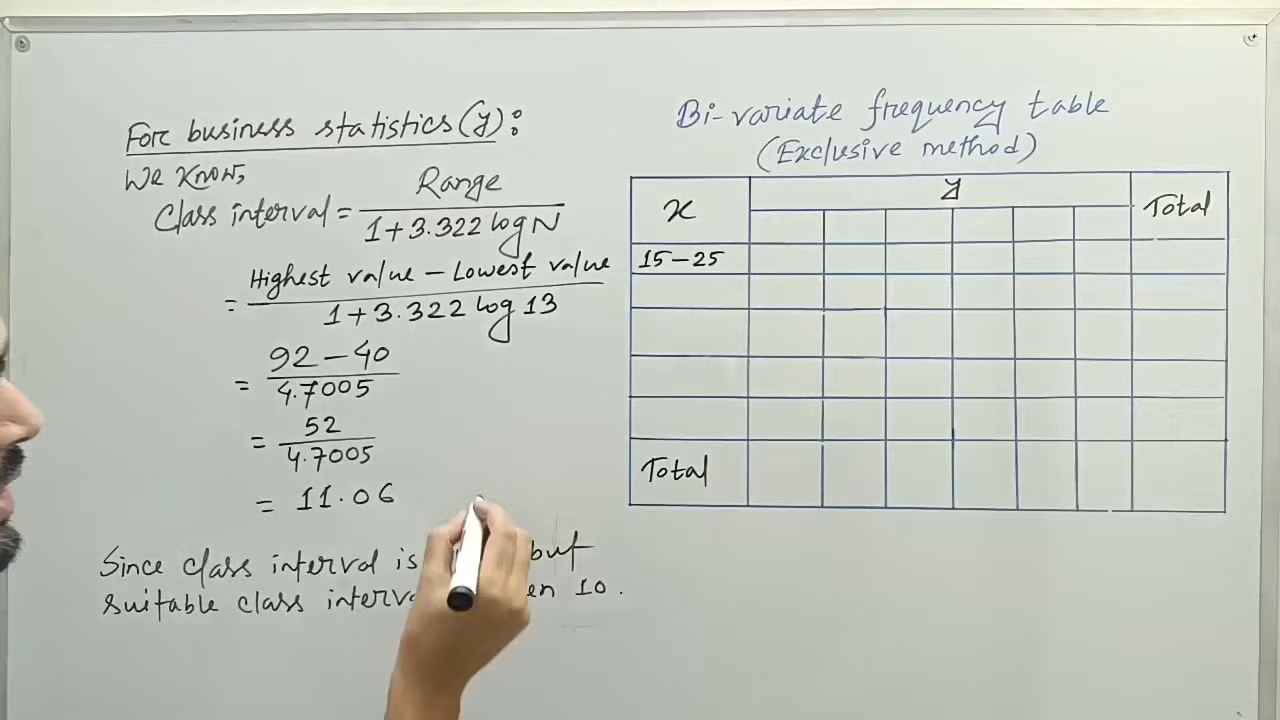 For business statistics (y):
We know,
Class interval = Range / 1+3.322 log N
= Highest value - Lowest value / 1+3.322 log 13
= 92 - 40 / 4.7005
= 52 / 4.7005
= 11.06
Since class interval is but
suitable class 10.
Bi-variate frequency table
(Exclusive method)
x y Total
15-25
Total